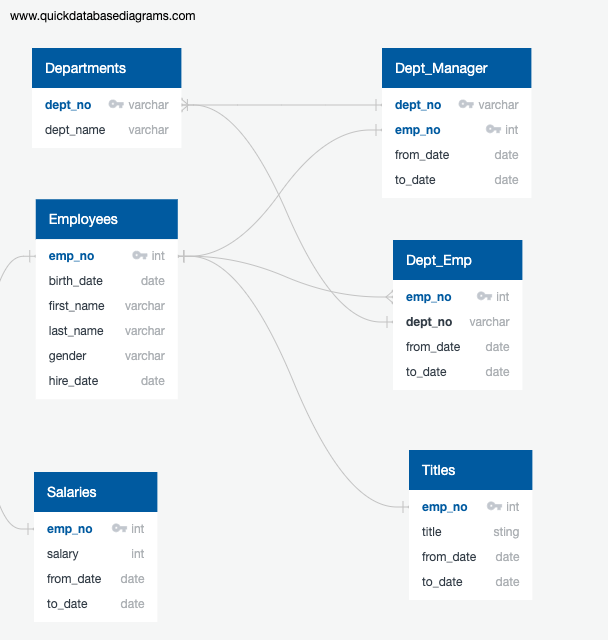 www.quickdatabasediagrams.com
Departments
dept_no varchar
dept_name varchar
Dept_Manager
dept_no varchar
emp_no int
from_date date
to_date date
Employees
emp_no int
birth_date date
first_name varchar
last_name varchar
gender varchar
hire_date date
Dept_Emp
emp_no int
dept_no varchar
from_date date
to_date date
Salaries
emp_no int
salary int
from_date date
to_date date
Titles
emp_no int
title sting
from_date date
to_date date